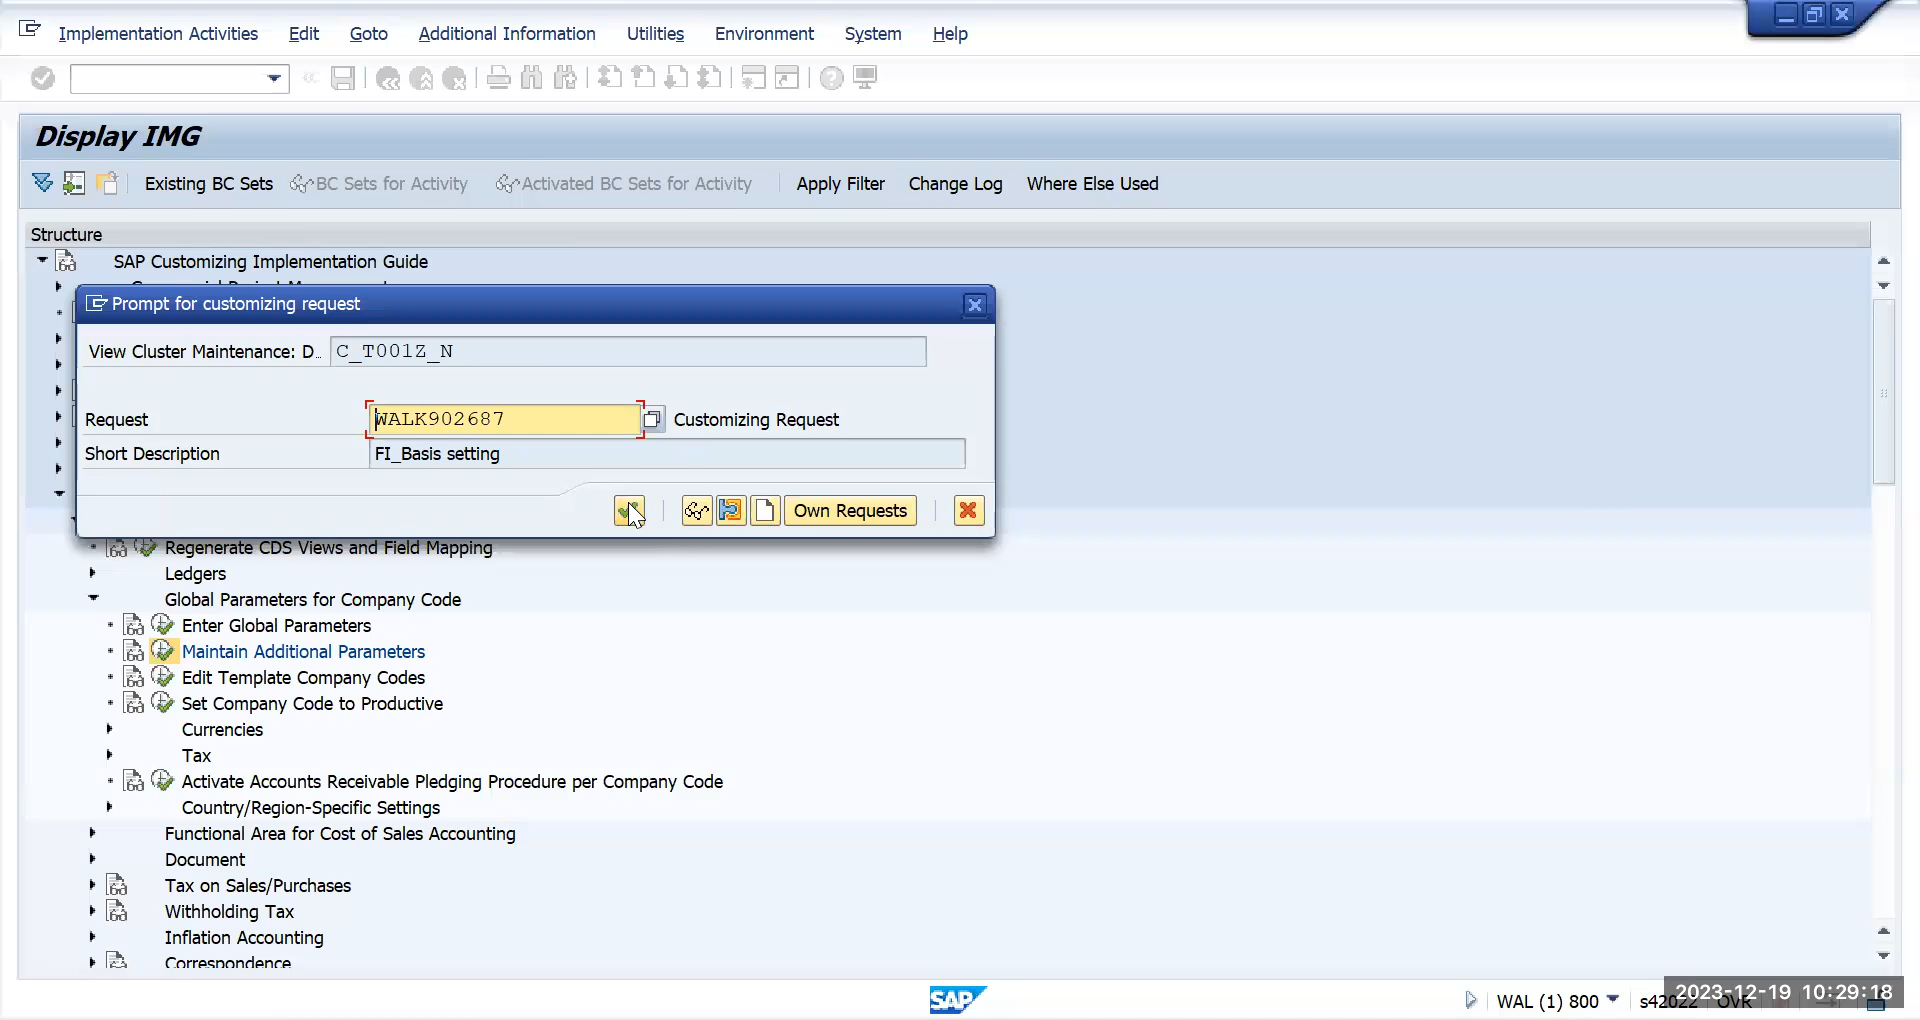 Implementation Activities Edit Goto Additional Information Utilities Environment System Help
Display IMG
Existing BC Sets BC Sets for Activity Activated BC Sets for Activity Apply Filter Change Log Where Else Used
Structure
SAP Customizing Implementation Guide
Prompt for customizing request
View Cluster Maintenance: D... C_T001Z_N
Request WALK902687 Customizing Request
Short Description FI_Basis setting
Own Requests
Regenerate CDS Views and Field Mapping
Ledgers
Global Parameters for Company Code
Enter Global Parameters
Maintain Additional Parameters
Edit Template Company Codes
Set Company Code to Productive
Currencies
Tax
Activate Accounts Receivable Pledging Procedure per Company Code
Country/Region-Specific Settings
Functional Area for Cost of Sales Accounting
Document
Tax on Sales/Purchases
Withholding Tax
Inflation Accounting
Correspondence
SAP WAL (1) 800 s42022 OVR
2023-12-19 10:29:18